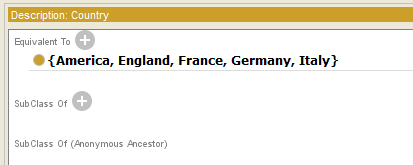 Description: Country
Equivalent To
{America, England, France, Germany, Italy}
SubClass Of
SubClass Of (Anonymous Ancestor)